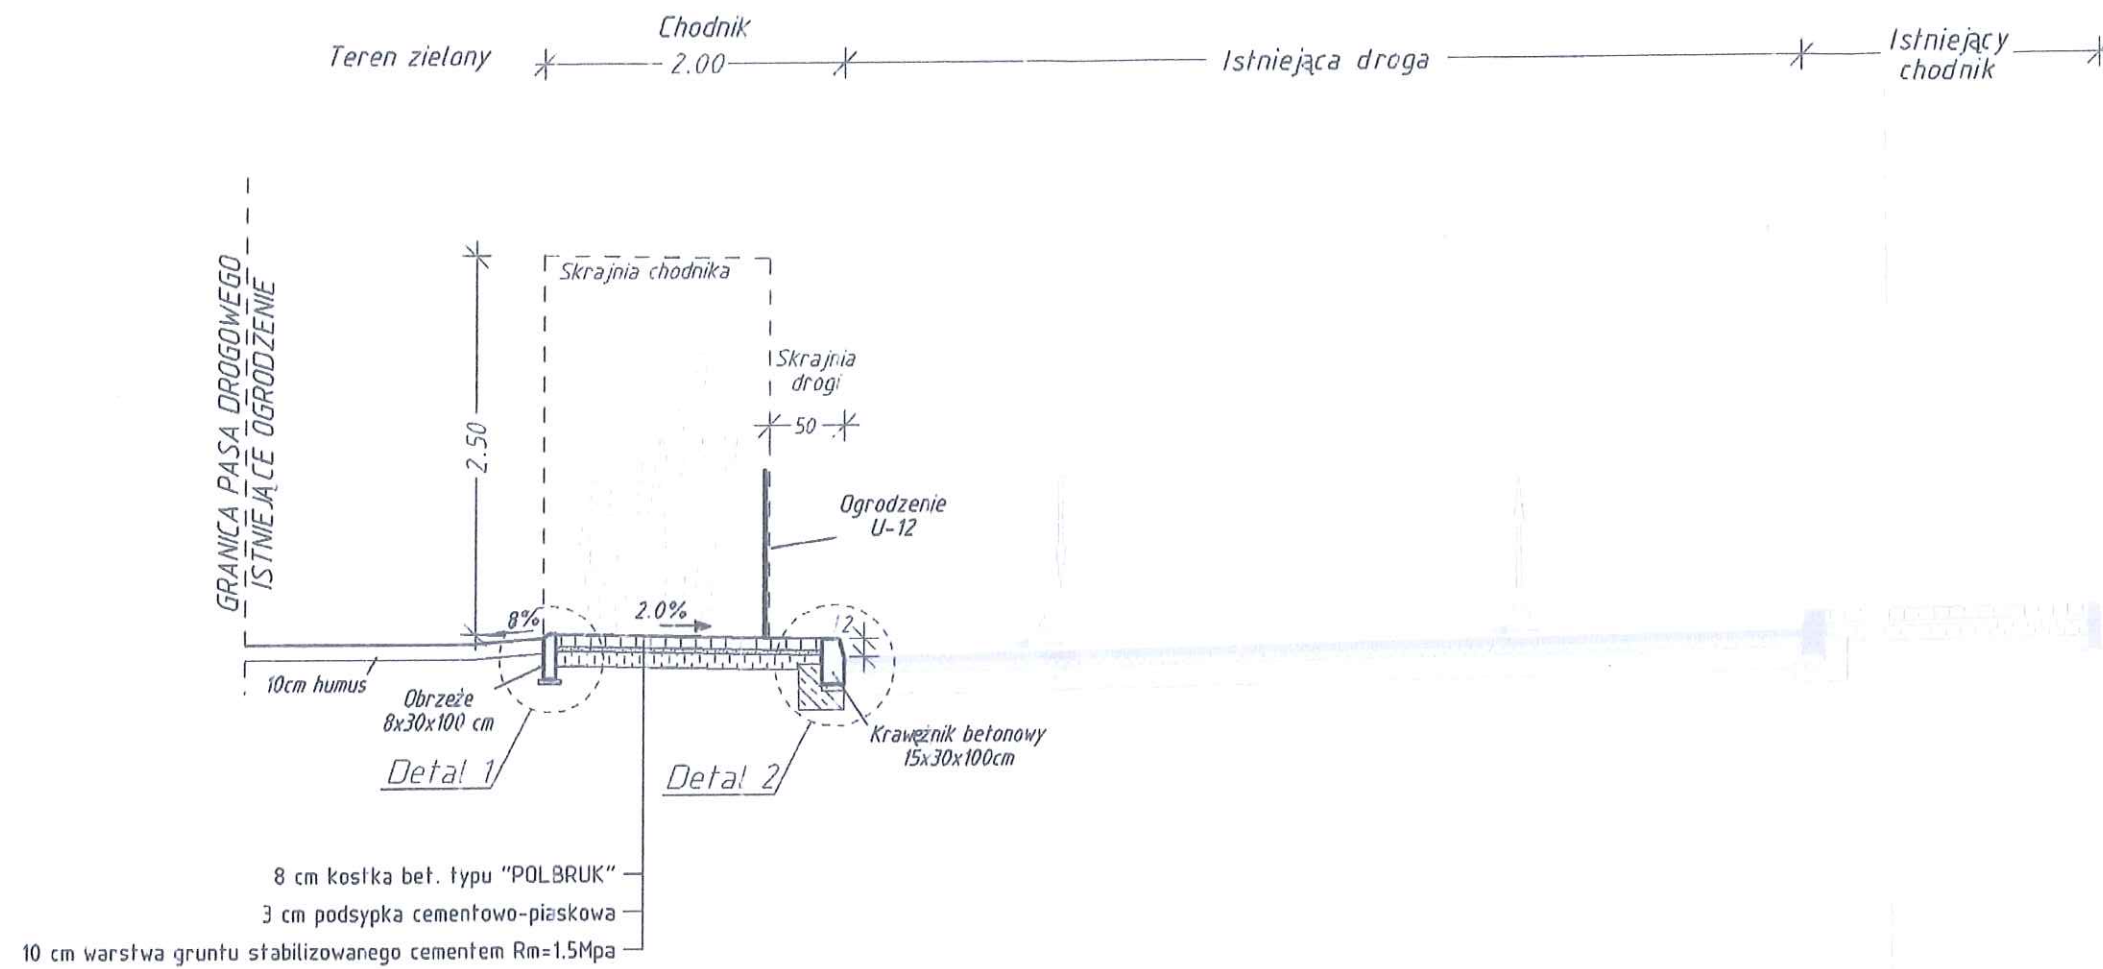 Chodnik
Teren zielony
2.00
Istniejąca droga
Istniejący
chodnik
GRANICA PASA DROGOWEGO
ISTNIEJĄCE OGRODZENIE
2.50
Skrajnia chodnika
Skrajnia
drogi
50
Ogrodzenie
U-12
8%
2.0%
12
10cm humus
Obrzeże
8x30x100 cm
Krawężnik betonowy
15x30x100cm
Detal 1
Detal 2
8 cm kostka bet. typu "POLBRUK"
3 cm podsypka cementowo-piaskowa
10 cm warstwa gruntu stabilizowanego cementem Rm=1.5Mpa